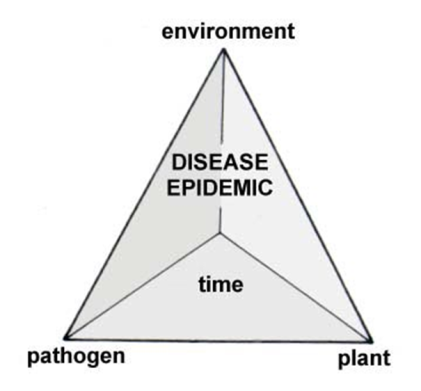 environment
DISEASE
EPIDEMIC
time
pathogen
plant